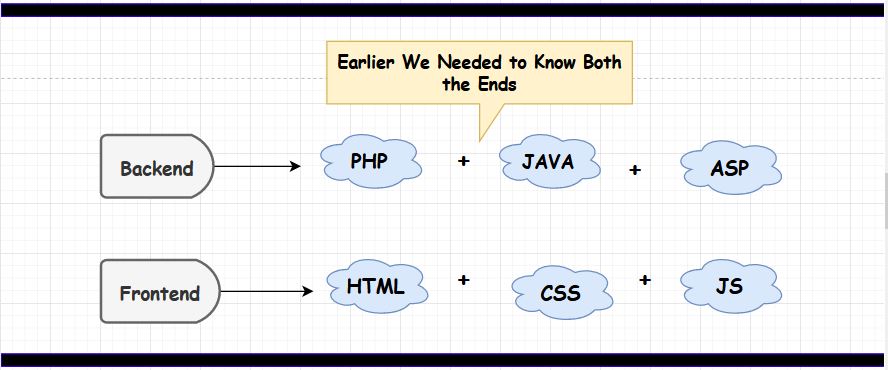 Earlier We Needed to Know Both
the Ends
Backend
PHP + JAVA + ASP
Frontend
HTML + CSS + JS